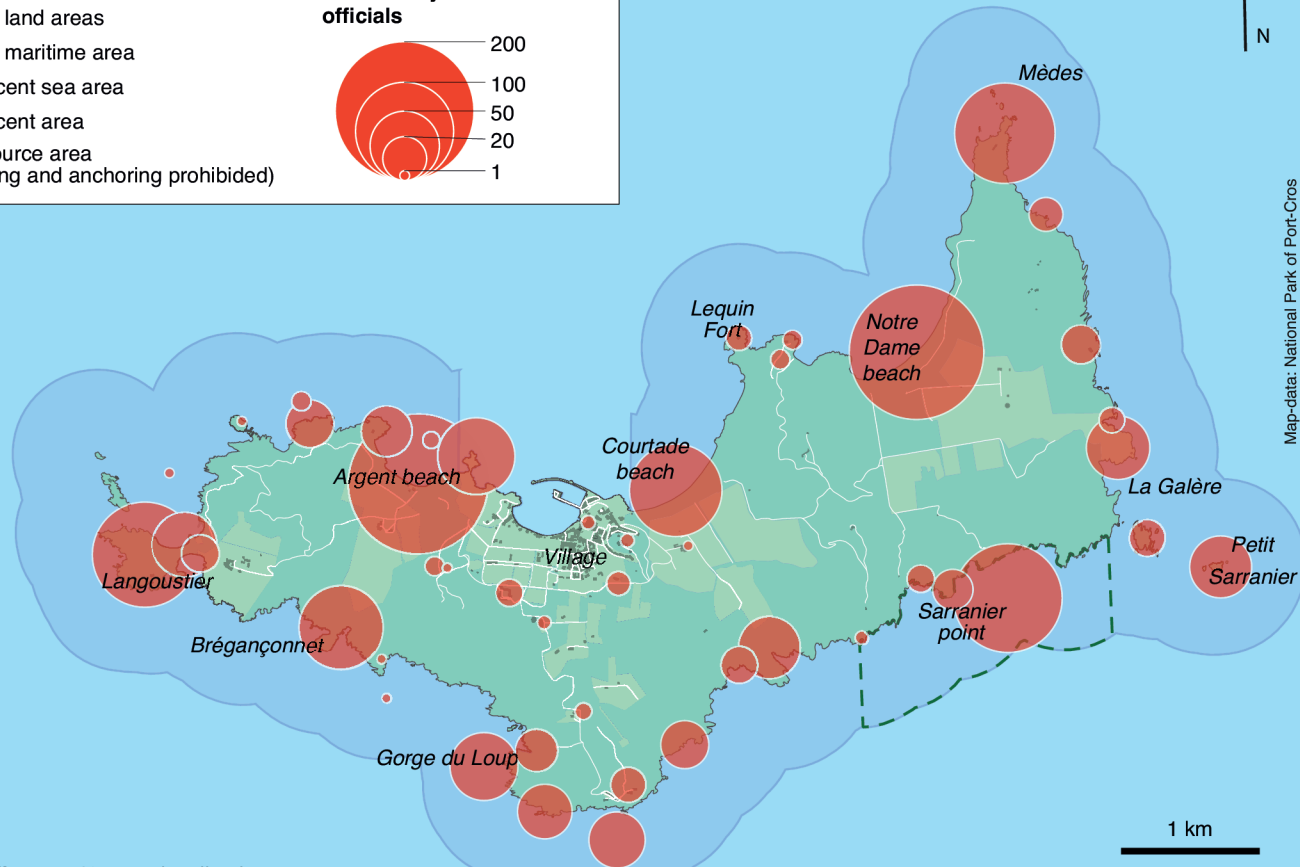 officials
land areas
maritime area
cent sea area
cent area
ource area
ng and anchoring prohibided)
200
100
50
20
1
N
Mèdes
Map-data: National Park of Port-Cros
Lequin
Fort
Notre
Dame
beach
Courtade
beach
Argent beach
La Galère
Village
Petit
Sarranier
Langoustier
Sarranier
point
Brégançonnet
Gorge du Loup
1 km